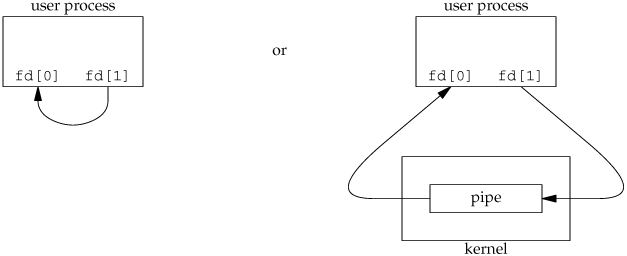 user process
user process
or
fd[0] fd[1]
fd[0] fd[1]
pipe
kernel